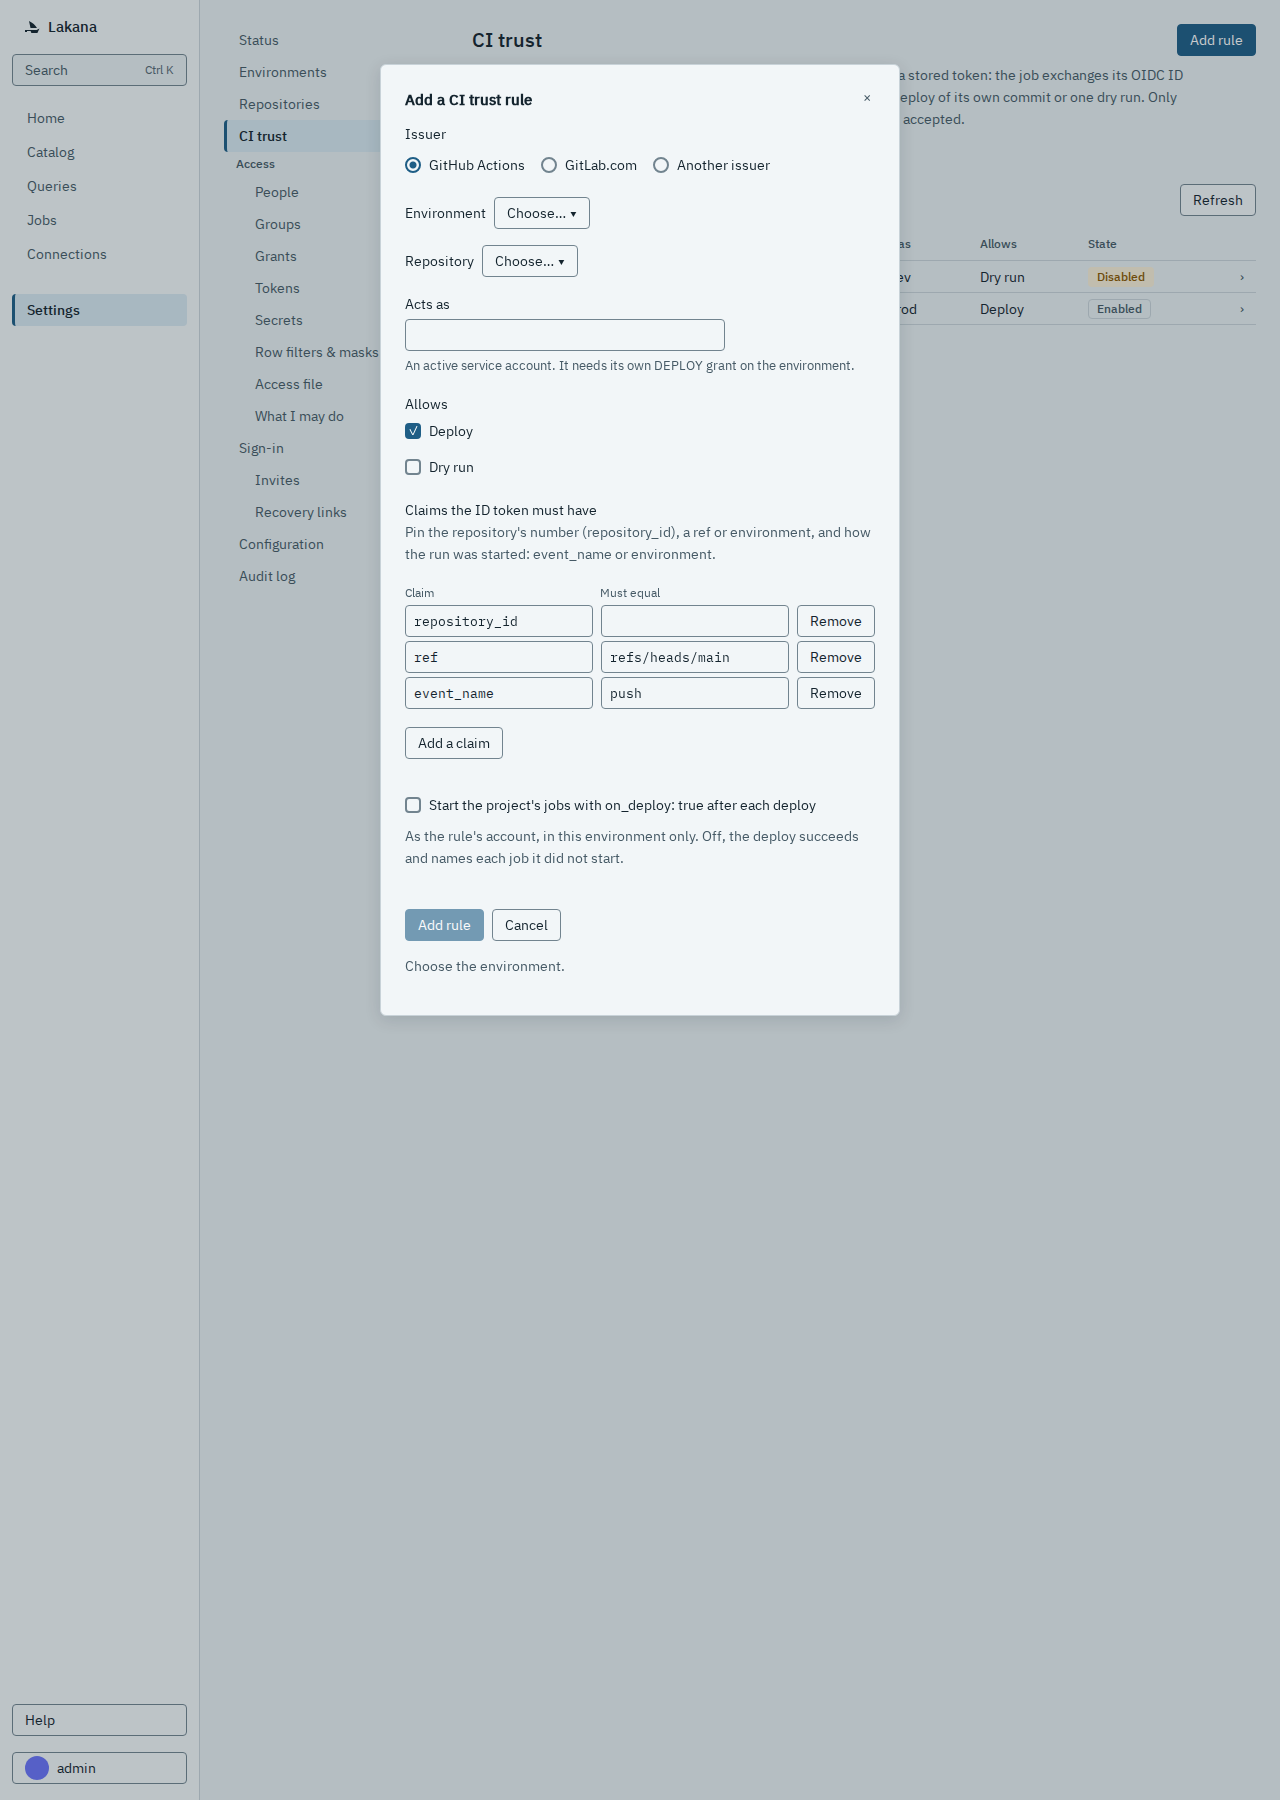 Lakana
Search Ctrl K
Home
Catalog
Queries
Jobs
Connections
Settings
Help
admin
Status
Environments
Repositories
CI trust
Access
People
Groups
Grants
Tokens
Secrets
Row filters & masks
Access file
What I may do
Sign-in
Invites
Recovery links
Configuration
Audit log
CI trust
Add rule
a stored token: the job exchanges its OIDC ID
eploy of its own commit or one dry run. Only
accepted.
Refresh
as Allows State
ev Dry run Disabled ›
rod Deploy Enabled ›
Add a CI trust rule ×
Issuer
GitHub Actions GitLab.com Another issuer
Environment Choose... ▾
Repository Choose... ▾
Acts as
An active service account. It needs its own DEPLOY grant on the environment.
Allows
Deploy
Dry run
Claims the ID token must have
Pin the repository's number (repository_id), a ref or environment, and how
the run was started: event_name or environment.
Claim Must equal
repository_id Remove
ref refs/heads/main Remove
event_name push Remove
Add a claim
Start the project's jobs with on_deploy: true after each deploy
As the rule's account, in this environment only. Off, the deploy succeeds
and names each job it did not start.
Add rule Cancel
Choose the environment.